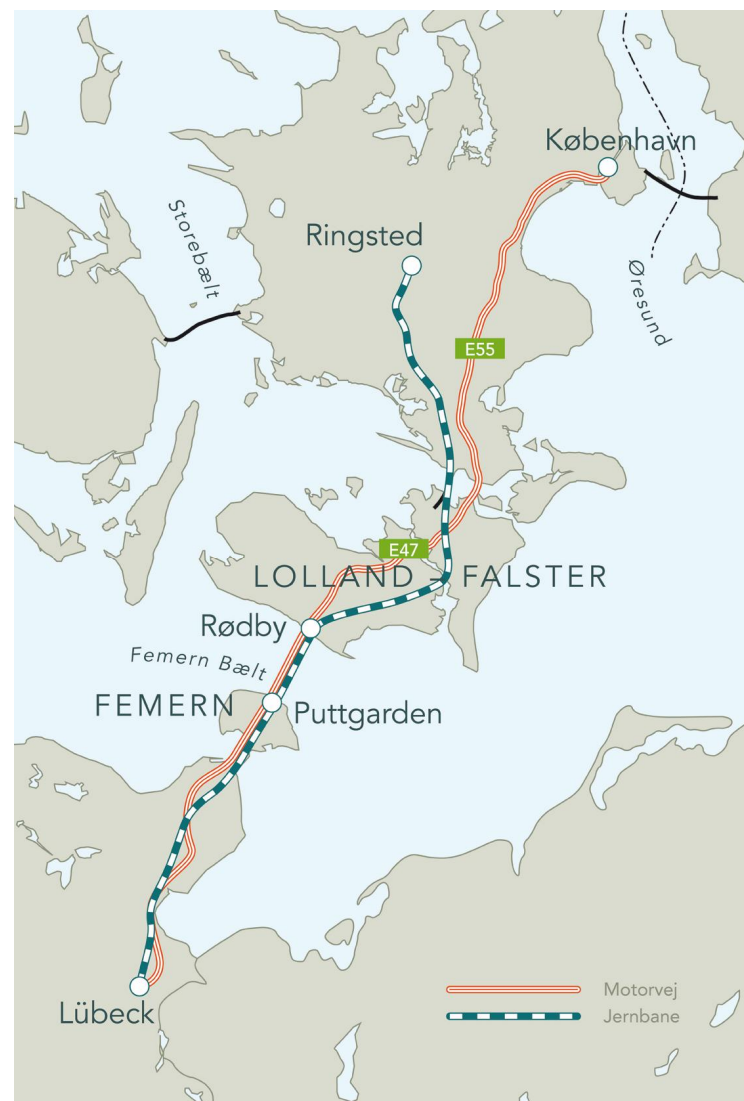 København
Storebælt
Ringsted
Øresund
E55
E47
LOLLAND – FALSTER
Rødby
Femern Bælt
FEMERN
Puttgarden
Lübeck
Motorvej
Jernbane